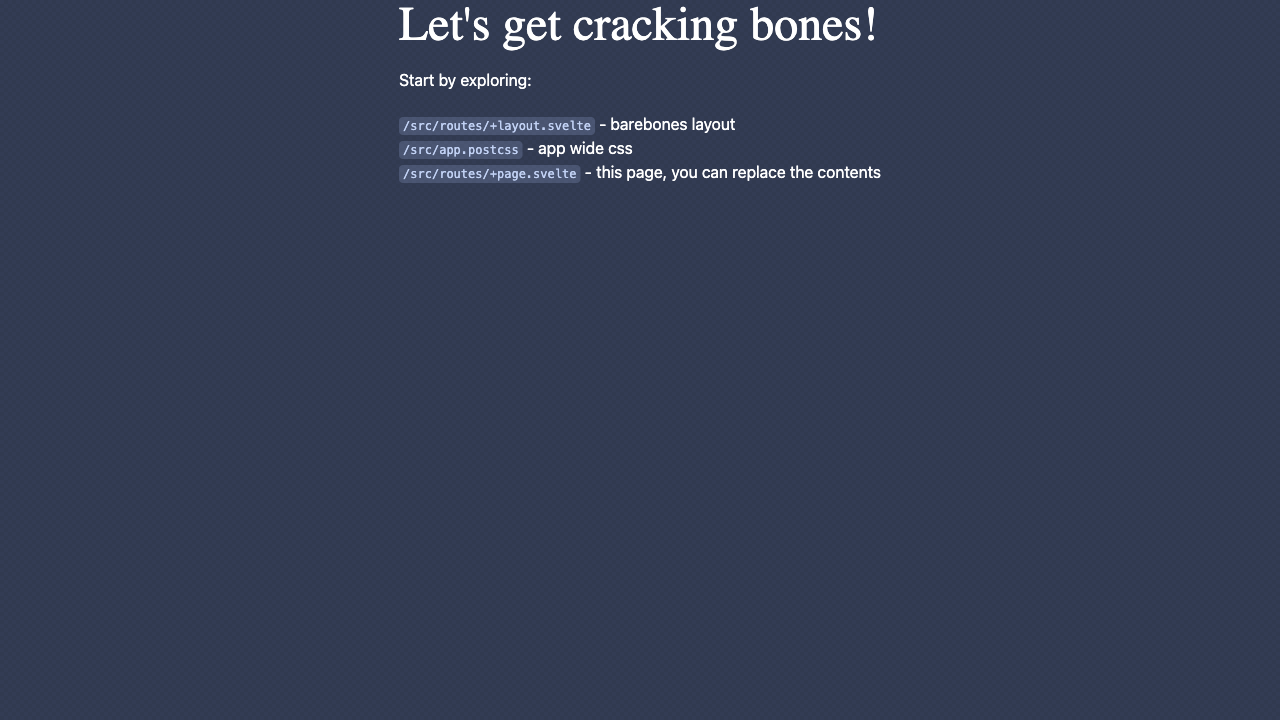 Let's get cracking bones!
Start by exploring:
/src/routes/+layout.svelte - barebones layout
/src/app.postcss - app wide css
/src/routes/+page.svelte - this page, you can replace the contents